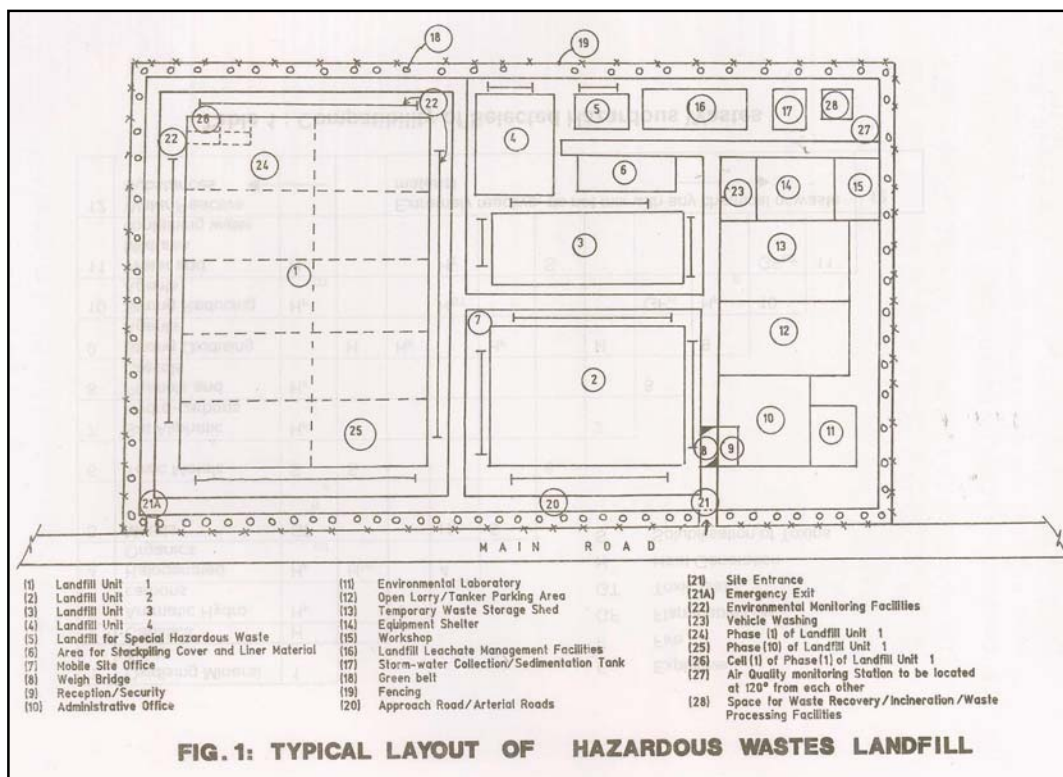 18
19
22
26
22
24
4
5
16
17
28
27
6
23
14
15
3
13
1
7
12
2
25
10
11
8
9
21A
20
21
MAIN ROAD
(1) Landfill Unit 1
(2) Landfill Unit 2
(3) Landfill Unit 3
(4) Landfill Unit 4
(5) Landfill for Special Hazardous Waste
(6) Area for Stockpiling Cover and Liner Material
(7) Mobile Site Office
(8) Weigh Bridge
(9) Reception/Security
(10) Administrative Office
(11) Environmental Laboratory
(12) Open Lorry/Tanker Parking Area
(13) Temporary Waste Storage Shed
(14) Equipment Shelter
(15) Workshop
(16) Landfill Leachate Management Facilities
(17) Storm-water Collection/Sedimentation Tank
(18) Green belt
(19) Fencing
(20) Approach Road/Arterial Roads
(21) Site Entrance
(21A) Emergency Exit
(22) Environmental Monitoring Facilities
(23) Vehicle Washing
(24) Phase (1) of Landfill Unit 1
(25) Phase (10) of Landfill Unit 1
(26) Cell (1) of Phase (1) of Landfill Unit 1
(27) Air Quality monitoring Station to be located
at 120° from each other
(28) Space for Waste Recovery/Incineration/Waste
Processing Facilities
FIG. 1: TYPICAL LAYOUT OF HAZARDOUS WASTES LANDFILL